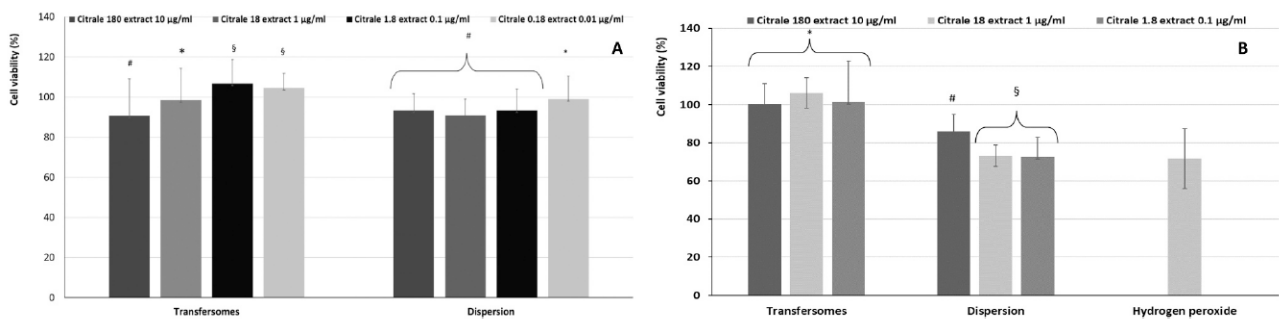 Citrale 180 extract 10 µg/ml Citrale 18 extract 1 µg/ml Citrale 1.8 extract 0.1 µg/ml Citrale 0.18 extract 0.01 µg/ml
A
Cell viability (%)
140
120
100
80
60
40
20
0
# * § § # *
Transfersomes Dispersion
Citrale 180 extract 10 µg/ml Citrale 18 extract 1 µg/ml Citrale 1.8 extract 0.1 µg/ml
B
Cell viability (%)
140
120
100
80
60
40
20
0
* # §
Transfersomes Dispersion Hydrogen peroxide